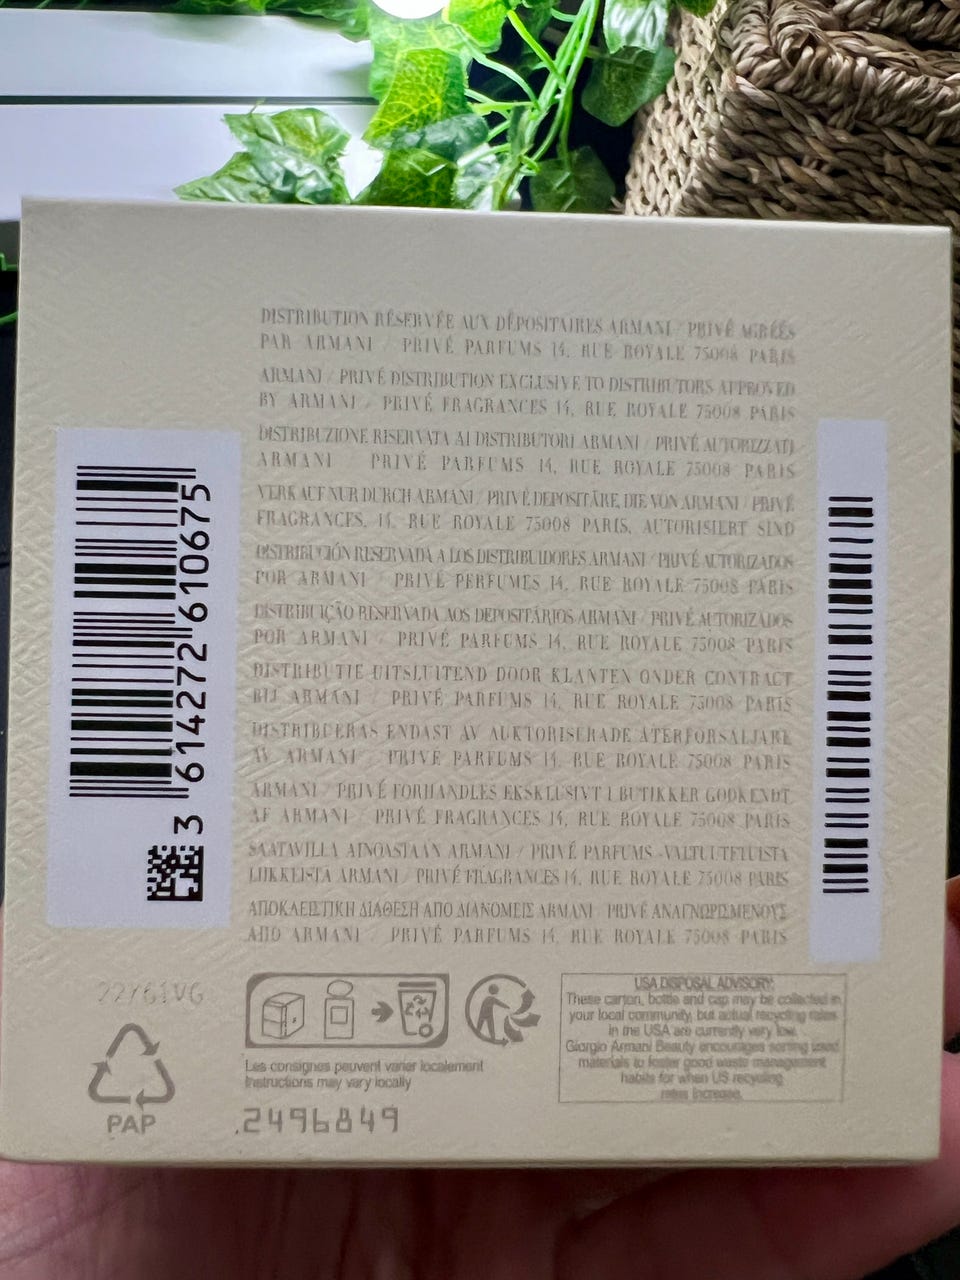 DISTRIBUTION RÉSERVÉE AUX DÉPOSITAIRES ARMANI / PRIVÉ AGRÉÉS
PAR ARMANI / PRIVÉ PARFUMS 14, RUE ROYALE 75008 PARIS
ARMANI / PRIVÉ DISTRIBUTION EXCLUSIVE TO DISTRIBUTORS APPROVED
BY ARMANI / PRIVÉ FRAGRANCES 14, RUE ROYALE 75008 PARIS
DISTRIBUZIONE RISERVATA AI DISTRIBUTORI ARMANI / PRIVÉ AUTORIZZATI
ARMANI PRIVÉ PARFUMS 14, RUE ROYALE 75008 PARIS
VERKAUF NUR DURCH ARMANI / PRIVÉ DEPOSITÄRE, DIE VON ARMANI / PRIVÉ
FRAGRANCES, 14, RUE ROYALE 75008 PARIS, AUTORISIERT SIND
DISTRIBUCIÓN RESERVADA A LOS DISTRIBUIDORES ARMANI / PRIVÉ AUTORIZADOS
POR ARMANI / PRIVÉ PERFUMES 14, RUE ROYALE 75008 PARIS
DISTRIBUIÇÃO RESERVADA AOS DEPOSITÁRIOS ARMANI / PRIVÉ AUTORIZADOS
POR ARMANI / PRIVÉ PARFUMS 14, RUE ROYALE 75008 PARIS
DISTRIBUTIE UITSLUITEND DOOR KLANTEN ONDER CONTRACT
BIJ ARMANI / PRIVÉ PARFUMS 14, RUE ROYALE 75008 PARIS
DISTRIBUERAS ENDAST AV AUKTORISERADE ÅTERFÖRSÄLJARE
AV ARMANI / PRIVÉ PARFUMS 14, RUE ROYALE 75008 PARIS
ARMANI / PRIVÉ FORHANDLES EKSKLUSIVT I BUTIKKER GODKENDT
AF ARMANI / PRIVÉ FRAGRANCES 14, RUE ROYALE 75008 PARIS
SAATAVILLA AINOASTAAN ARMANI / PRIVÉ PARFUMS -VALTUUTETUISTA
LIIKKEISTA ARMANI / PRIVÉ FRAGRANCES 14, RUE ROYALE 75008 PARIS
ΑΠΟΚΛΕΙΣΤΙΚΗ ΔΙΑΘΕΣΗ ΑΠΟ ΔΙΑΝΟΜΕΙΣ ARMANI / PRIVÉ ΑΝΑΓΝΩΡΙΣΜΕΝΟΥΣ
ΑΠΟ ARMANI / PRIVÉ PARFUMS 14, RUE ROYALE 75008 PARIS
3 614272 610675
22/61VG
PAP
Les consignes peuvent varier localement
Instructions may vary locally
.2496849
USA DISPOSAL ADVISORY:
These carton, bottle and cap may be collected in
your local community, but actual recycling rates
in the USA are currently very low.
Giorgio Armani Beauty encourages sorting used
materials to foster good waste management
habits for when US recycling
rates increase.